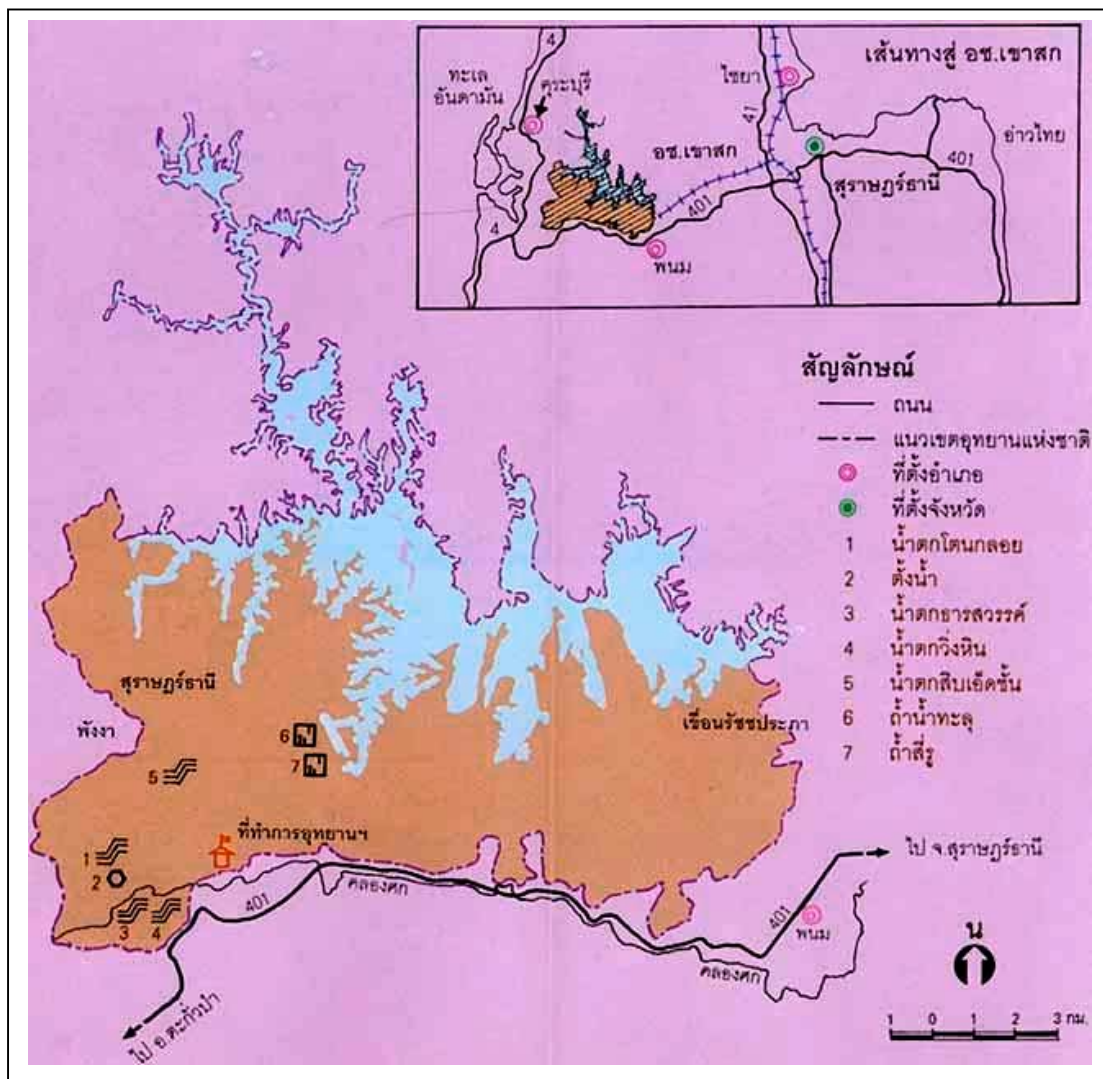 เส้นทางสู่ อช.เขาสก
4
ทะเล
อันดามัน
คุระบุรี
ไชยา
41
อช.เขาสก
อ่าวไทย
401
สุราษฎร์ธานี
4
401
พนม
สัญลักษณ์
ถนน
แนวเขตอุทยานแห่งชาติ
ที่ตั้งอำเภอ
ที่ตั้งจังหวัด
1 น้ำตกโตนกลอย
2 ตั้งน้ำ
3 น้ำตกธารสวรรค์
4 น้ำตกวิ่งหิน
5 น้ำตกสิบเอ็ดชั้น
6 ถ้ำน้ำทะลุ
7 ถ้ำสี่รู
สุราษฎร์ธานี
พังงา
เขื่อนรัชชประภา
6
7
5
ที่ทำการอุทยานฯ
1
2
3
4
401
คลองศก
ไป จ.สุราษฎร์ธานี
401
พนม
คลองศก
ไป อ.ตะกั่วป่า
น
1 0 1 2 3 กม.